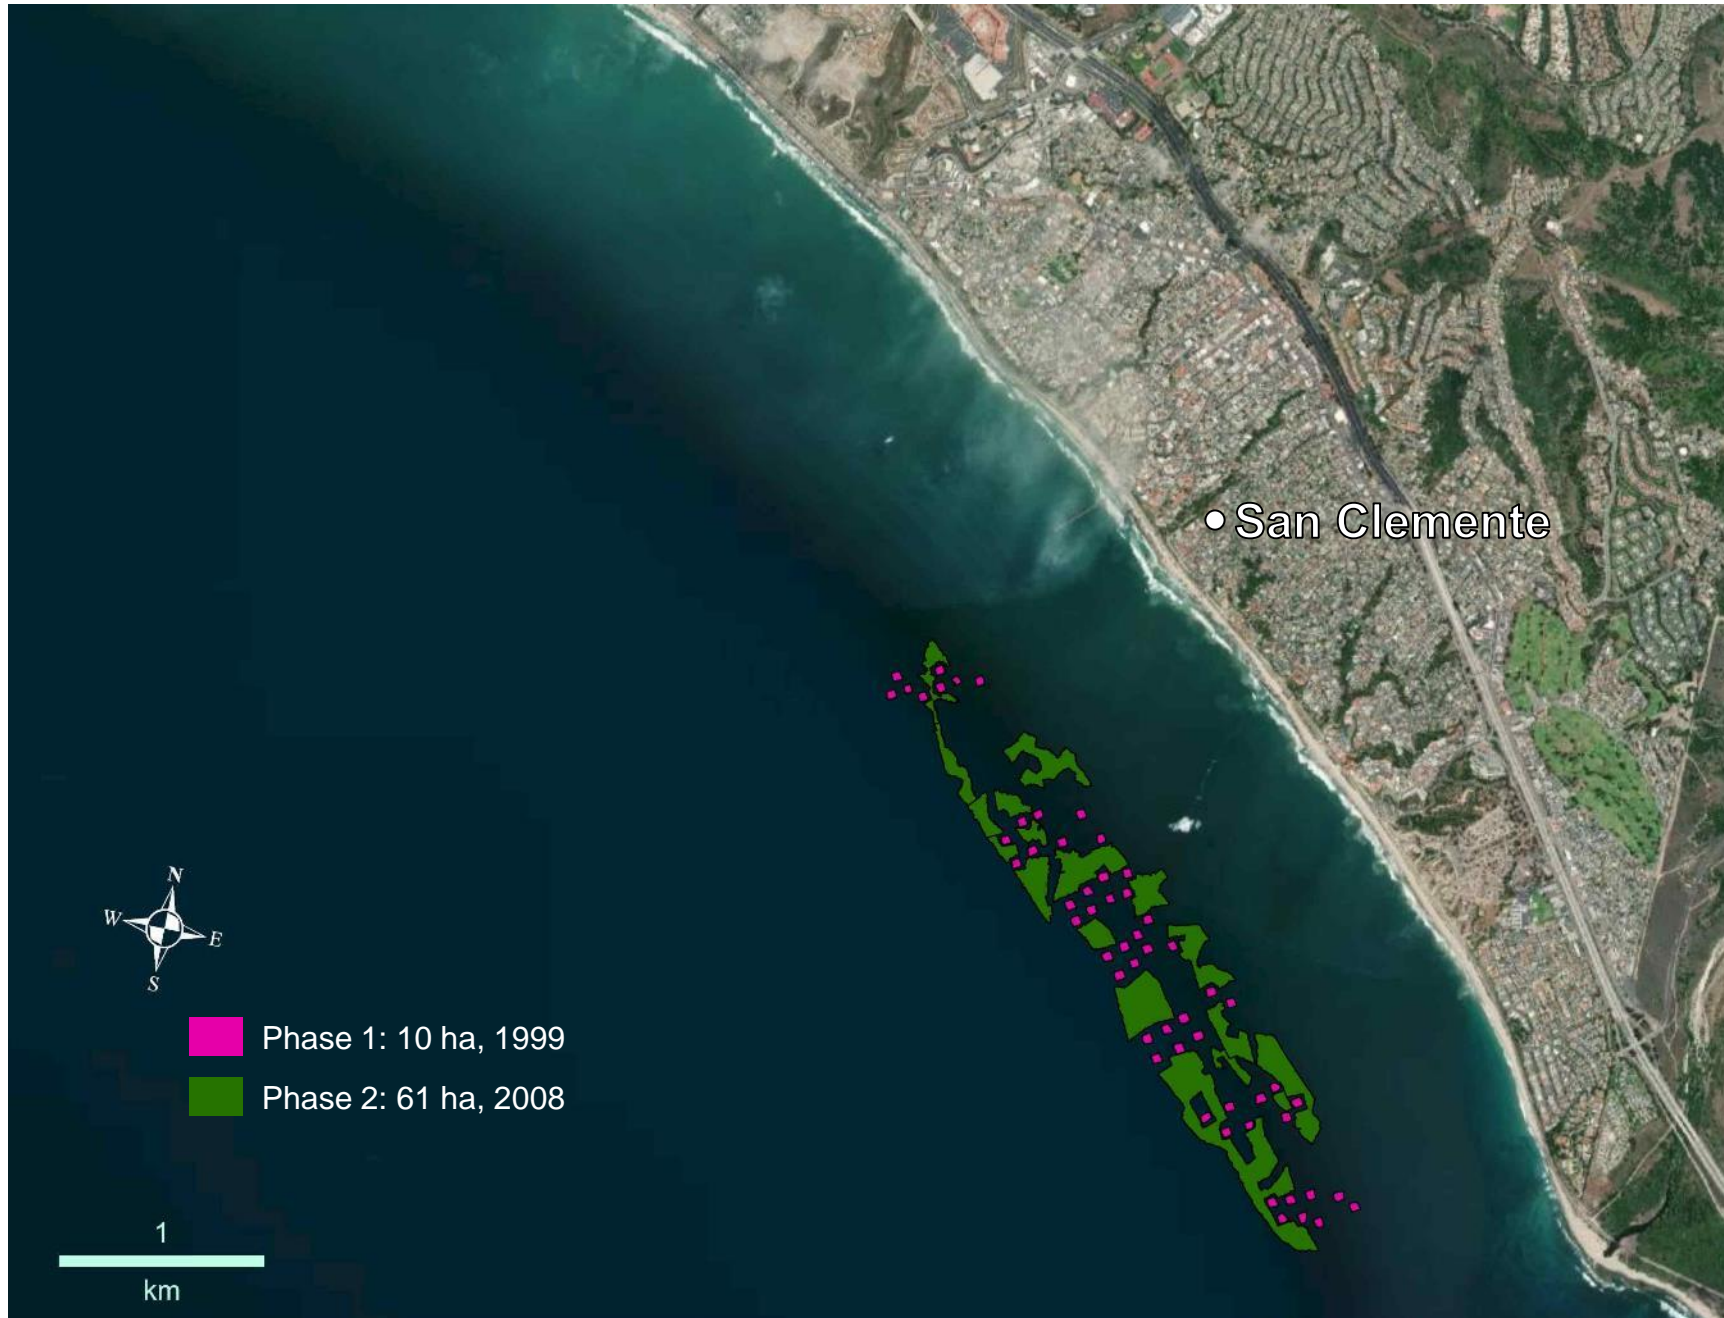 San Clemente
N
W
E
S
Phase 1: 10 ha, 1999
Phase 2: 61 ha, 2008
1
km